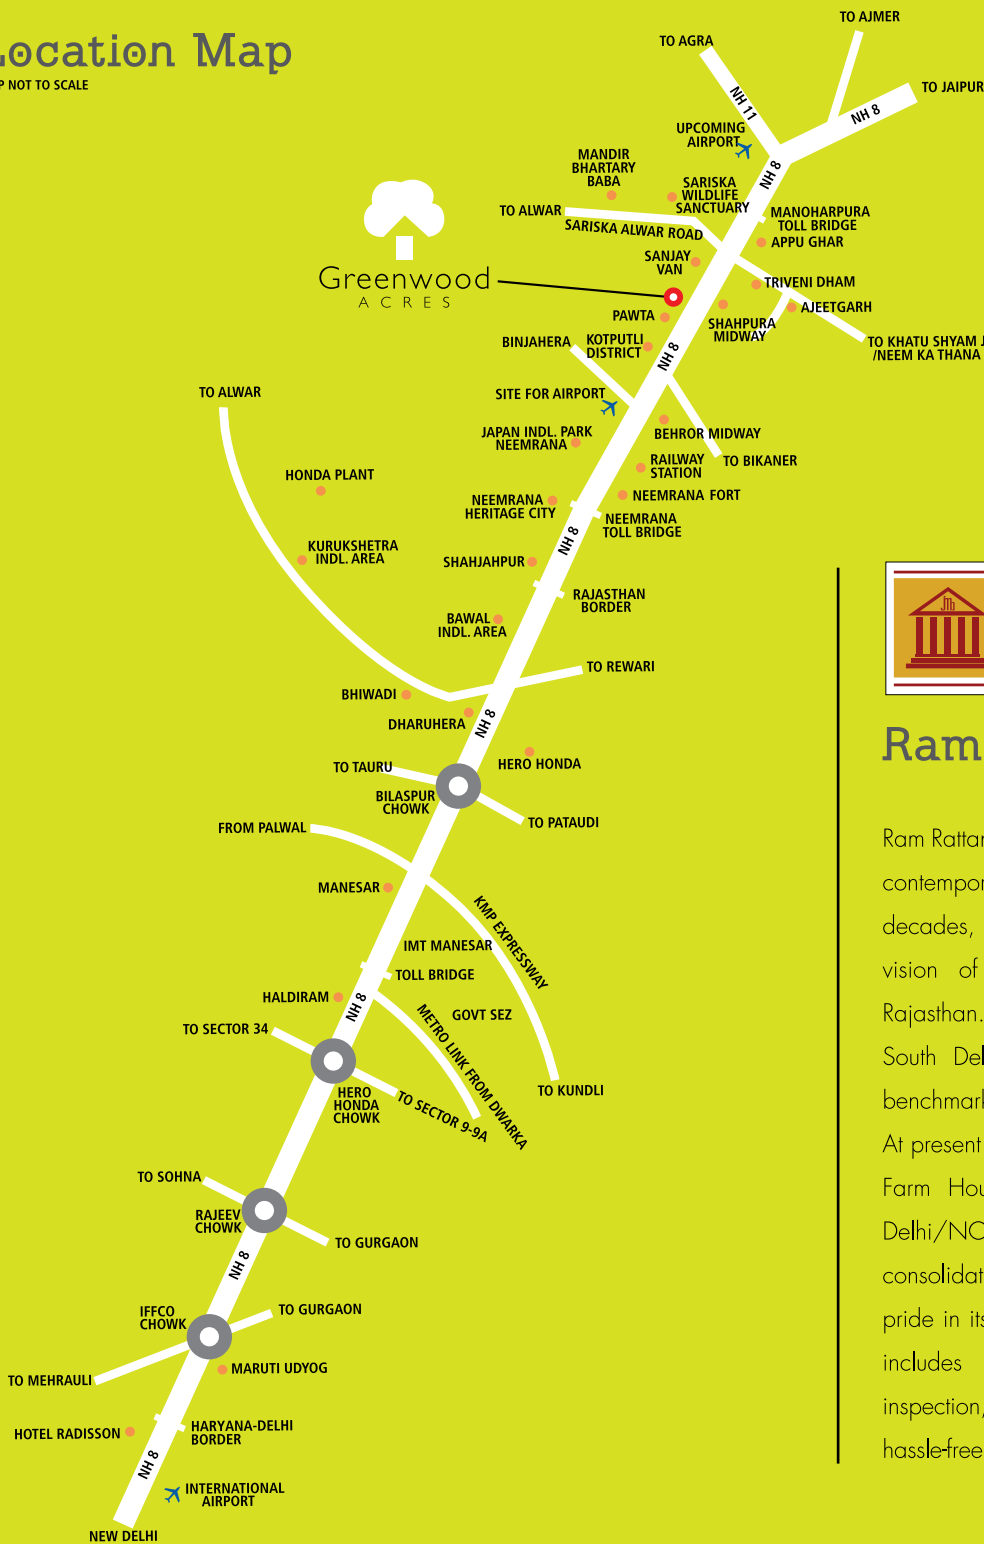 Location Map
NOT TO SCALE
TO AJMER
TO AGRA
TO JAIPUR
NH 11
NH 8
UPCOMING
AIRPORT
NH 8
MANDIR
BHARTARY
BABA
SARISKA
WILDLIFE
SANCTUARY
TO ALWAR
SARISKA ALWAR ROAD
MANOHARPURA
TOLL BRIDGE
APPU GHAR
SANJAY
VAN
TRIVENI DHAM
Greenwood
ACRES
AJEETGARH
PAWTA
SHAHPURA
MIDWAY
BINJAHERA
KOTPUTLI
DISTRICT
NH 8
TO KHATU SHYAM J
/NEEM KA THANA
TO ALWAR
SITE FOR AIRPORT
JAPAN INDL. PARK
NEEMRANA
BEHROR MIDWAY
RAILWAY
STATION
TO BIKANER
HONDA PLANT
NEEMRANA
HERITAGE CITY
NEEMRANA FORT
NEEMRANA
TOLL BRIDGE
NH 8
KURUKSHETRA
INDL. AREA
SHAHJAHPUR
RAJASTHAN
BORDER
BAWAL
INDL. AREA
jmb
TO REWARI
BHIWADI
DHARUHERA
NH 8
HERO HONDA
Ram
TO TAURU
BILASPUR
CHOWK
TO PATAUDI
FROM PALWAL
MANESAR
KMP EXPRESSWAY
IMT MANESAR
TOLL BRIDGE
HALDIRAM
NH 8
GOVT SEZ
METRO LINK FROM DWARKA
TO SECTOR 34
HERO
HONDA
CHOWK
TO SECTOR 9-9A
TO KUNDLI
TO SOHNA
RAJEEV
CHOWK
TO GURGAON
NH 8
IFFCO
CHOWK
TO GURGAON
TO MEHRAULI
MARUTI UDYOG
HOTEL RADISSON
HARYANA-DELHI
BORDER
NH 8
INTERNATIONAL
AIRPORT
NEW DELHI
Ram Rattan
contempor
decades,
vision of
Rajasthan.
South Del
benchmark
At present
Farm Hou
Delhi/NC
consolidat
pride in its
includes
inspection,
hassle-free